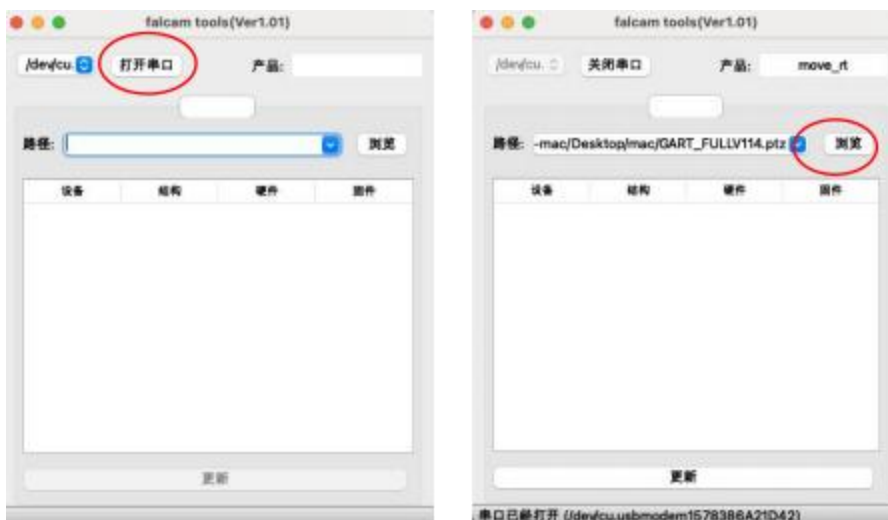 falcam tools(Ver1.01)
/dev/cu. 打开串口 产品:
路径: 浏览
设备 结构 硬件 固件
更新
falcam tools(Ver1.01)
/dev/cu. 关闭串口 产品: move_rt
路径: -mac/Desktop/mac/GART_FULLV114.ptz 浏览
设备 结构 硬件 固件
更新
串口已经打开 (/dev/cu.usbmodem1578386A21D42)